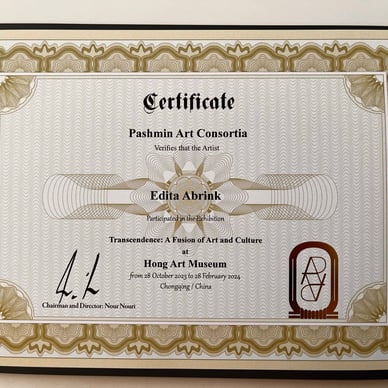 Certificate
Pashmin Art Consortia
Verifies that the Artist
Edita Abrink
Participated in the Exhibition
Transcendence: A Fusion of Art and Culture
at
Hong Art Museum
from 28 October 2023 to 28 February 2024
Chongqing / China
Chairman and Director: Nour Nouri